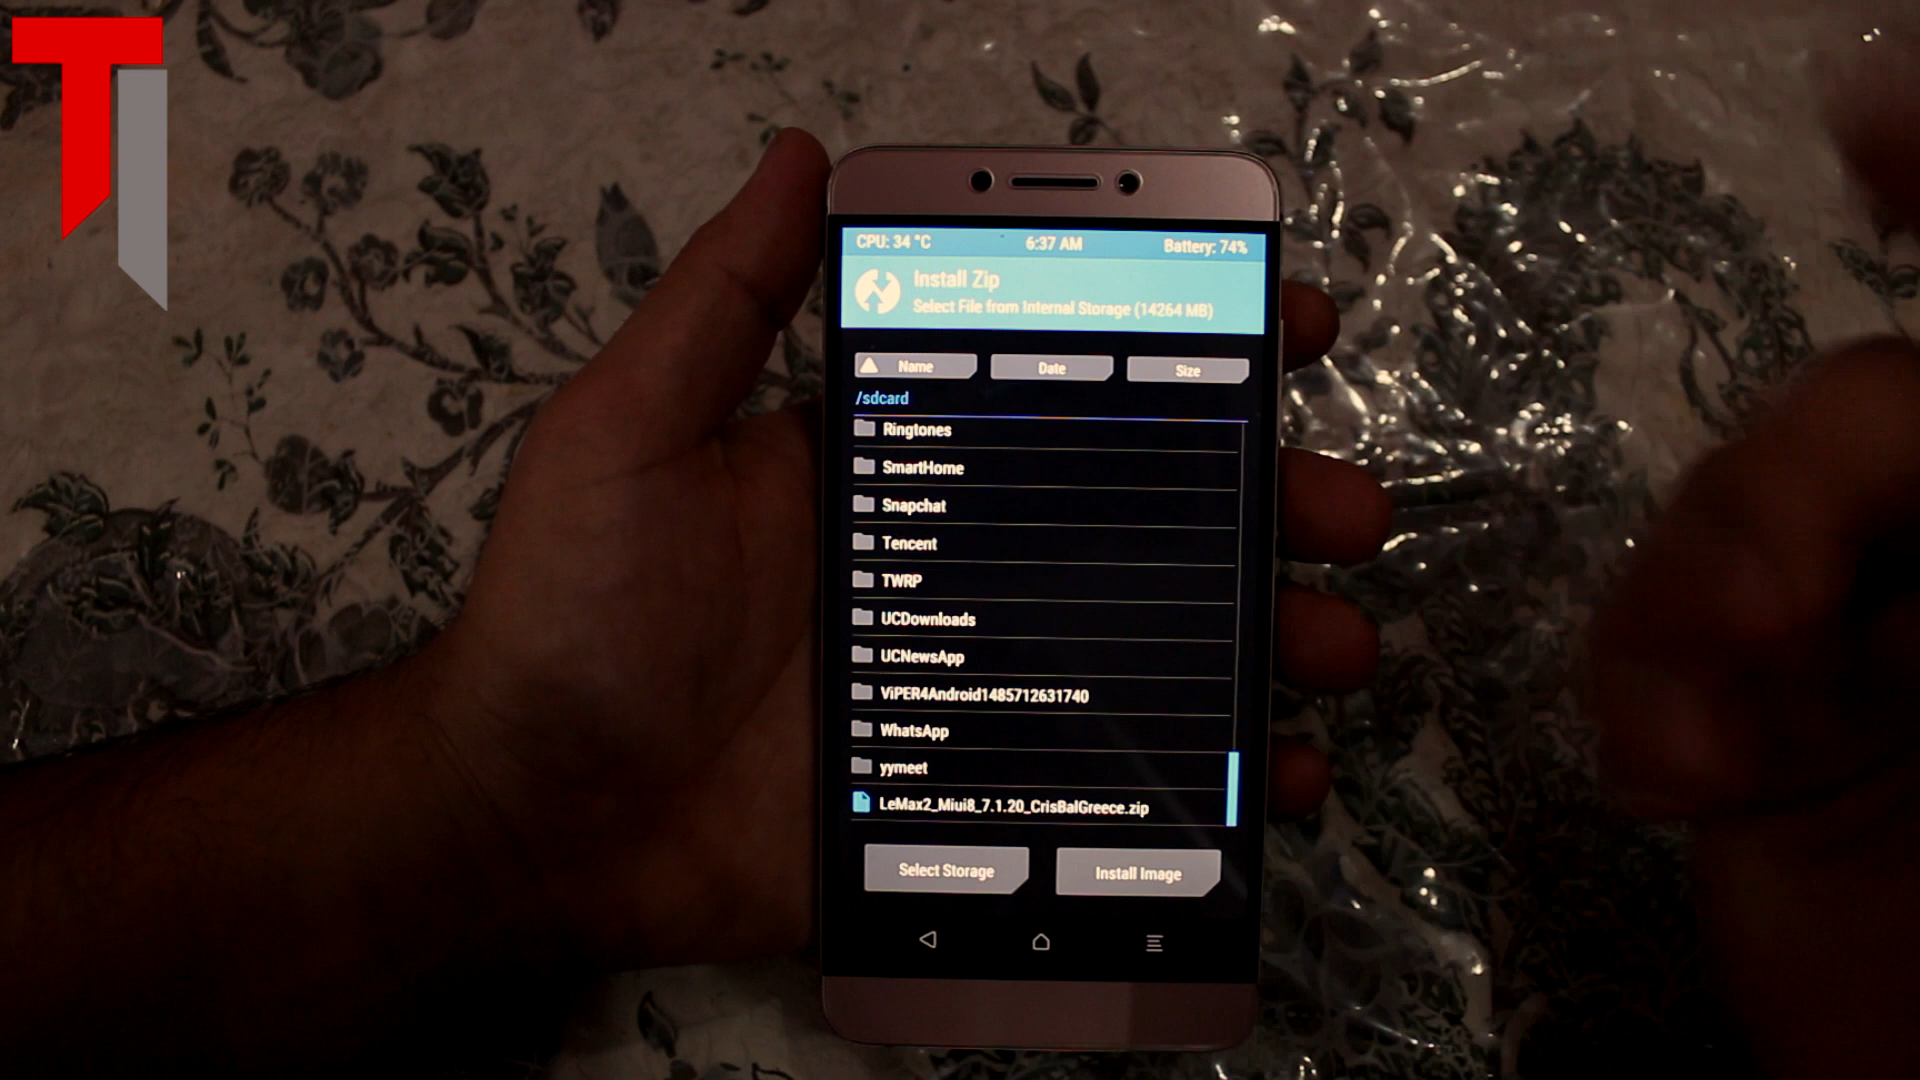 TI
CPU: 34 °C 6:37 AM Battery: 74%
Install Zip
Select File from Internal Storage (14264 MB)
Name Date Size
/sdcard
Ringtones
SmartHome
Snapchat
Tencent
TWRP
UCDownloads
UCNewsApp
ViPER4Android1485712631740
WhatsApp
yymeet
LeMax2_Miui8_7.1.20_CrisBalGreece.zip
Select Storage Install Image